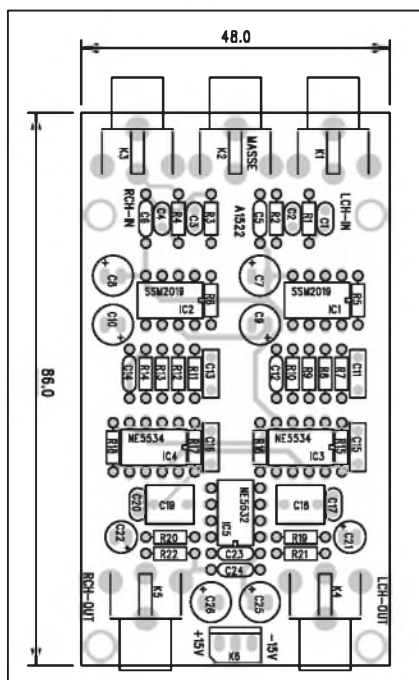 48.0
86.0
K3
K2
K1
MASSE
RCH-IN
A1522
LCH-IN
C6
C4
R4
C3
R3
C5
R2
C2
R1
C1
C8
C7
SSM2019
IC2
R6
SSM2019
IC1
R5
C10
C9
C14
R14
R13
R12
R11
C13
C12
R10
R9
R8
R7
C11
R18
NE5534
IC4
R17
C16
R16
NE5534
IC3
R15
C15
C20
C19
NE5532
IC5
C18
C17
C22
R20
R22
C23
C24
R19
R21
C21
RCH-OUT
K5
C26
C25
K4
LCH-OUT
+15V
K6
-15V